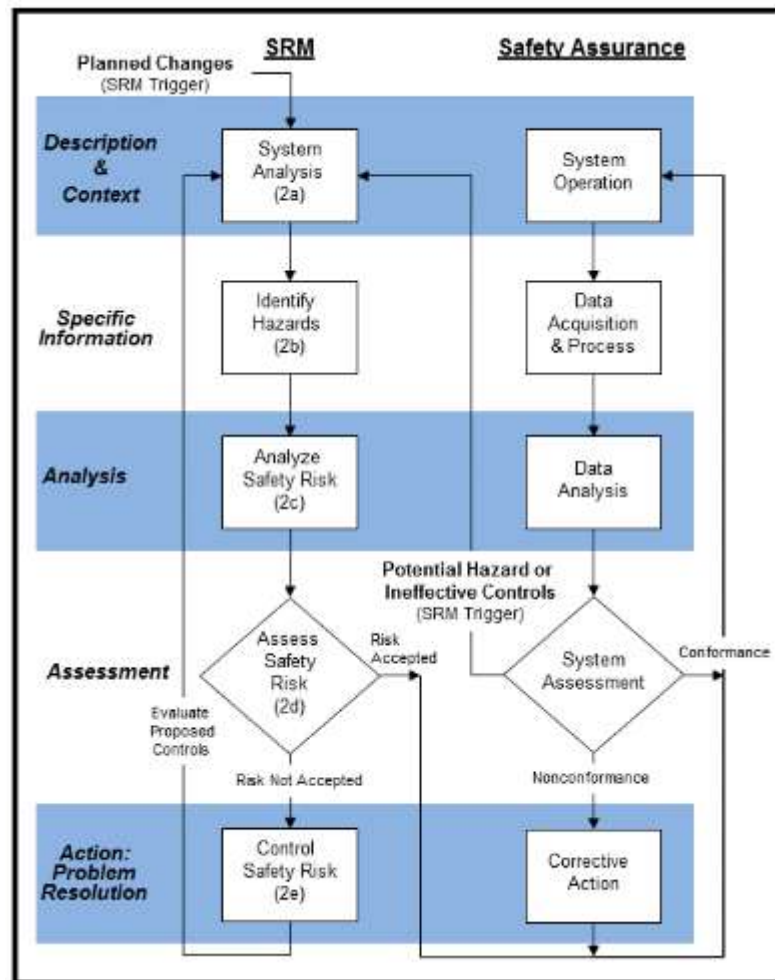 SRM
Safety Assurance
Planned Changes
(SRM Trigger)
Description
&
Context
System
Analysis
(2a)
System
Operation
Specific
Information
Identify
Hazards
(2b)
Data
Acquisition
& Process
Analysis
Analyze
Safety Risk
(2c)
Data
Analysis
Potential Hazard or
Ineffective Controls
(SRM Trigger)
Assessment
Assess
Safety
Risk
(2d)
Risk
Accepted
System
Assessment
Conformance
Evaluate
Proposed
Controls
Risk Not Accepted
Nonconformance
Action:
Problem
Resolution
Control
Safety Risk
(2e)
Corrective
Action